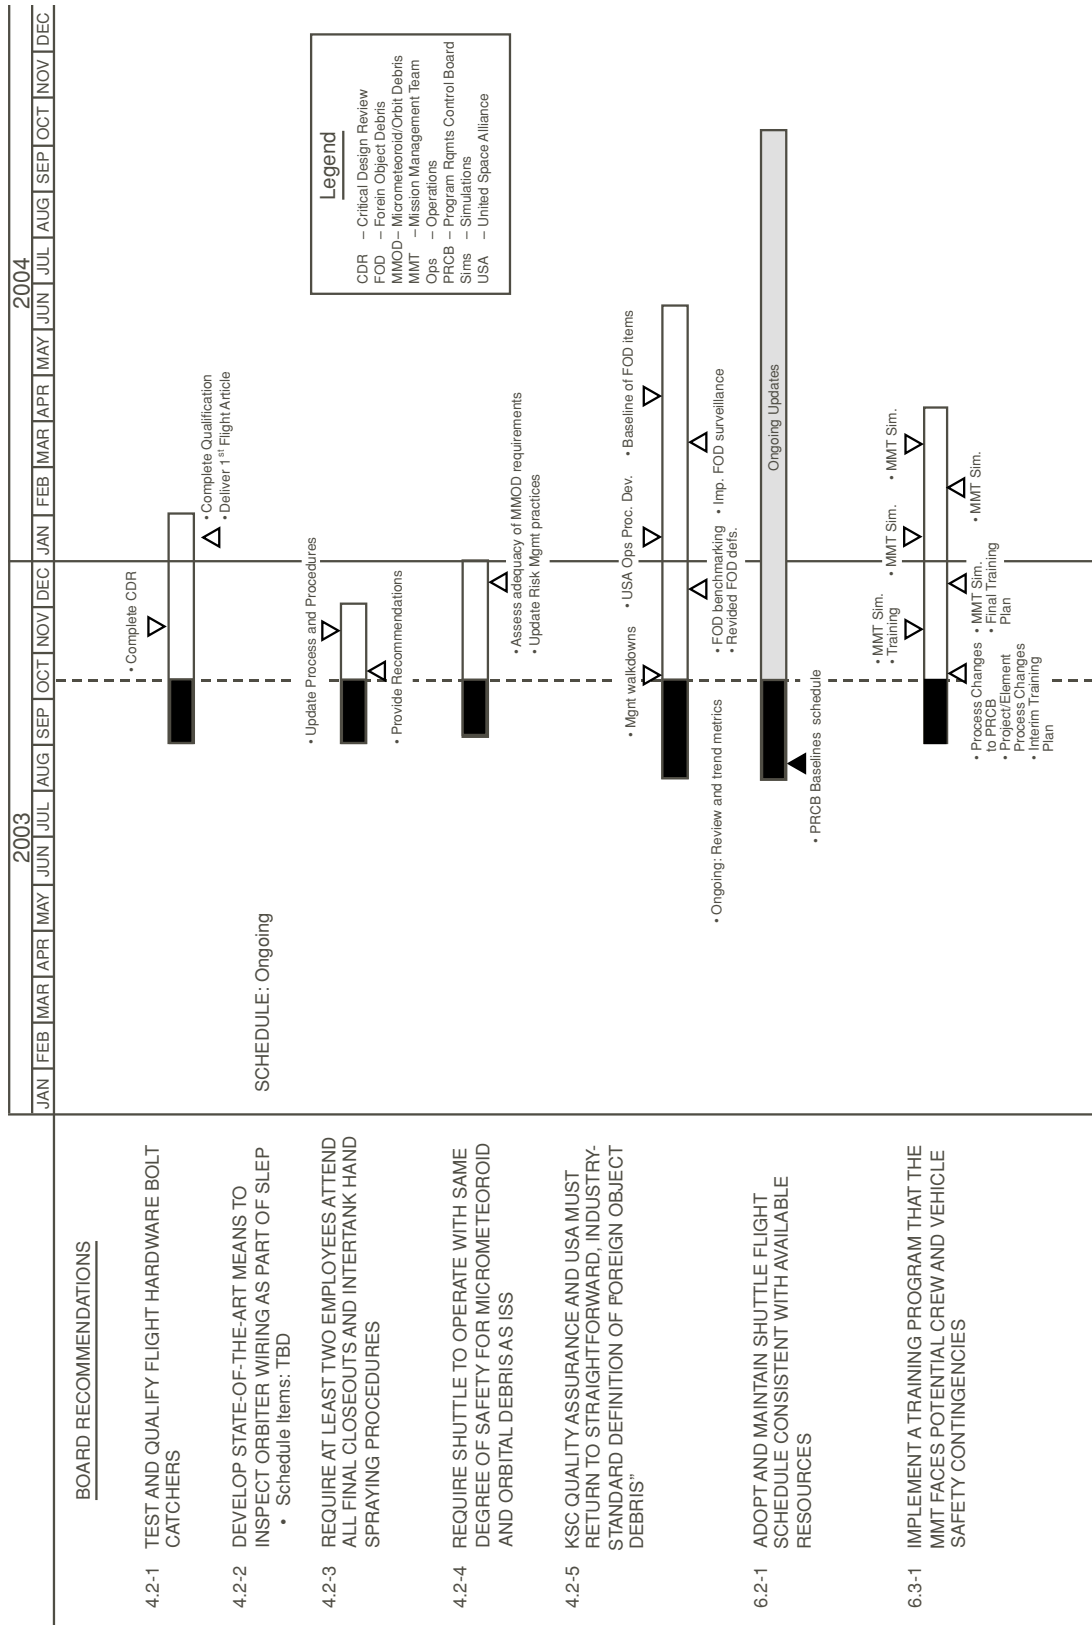 2003
2004
JAN FEB MAR APR MAY JUN JUL AUG SEP OCT NOV DEC JAN FEB MAR APR MAY JUN JUL AUG SEP OCT NOV DEC
BOARD RECOMMENDATIONS
4.2-1 TEST AND QUALIFY FLIGHT HARDWARE BOLT
CATCHERS
• Complete CDR
• Complete Qualification
• Deliver 1st Flight Article
4.2-2 DEVELOP STATE-OF-THE-ART MEANS TO
INSPECT ORBITER WIRING AS PART OF SLEP
• Schedule Items: TBD
SCHEDULE: Ongoing
4.2-3 REQUIRE AT LEAST TWO EMPLOYEES ATTEND
ALL FINAL CLOSEOUTS AND INTERTANK HAND
SPRAYING PROCEDURES
• Update Process and Procedures
• Provide Recommendations
Legend
CDR – Critical Design Review
FOD – Forein Object Debris
MMOD– Micrometeoroid/Orbit Debris
MMT – Mission Management Team
Ops – Operations
PRCB – Program Rqmts Control Board
Sims – Simulations
USA – United Space Alliance
4.2-4 REQUIRE SHUTTLE TO OPERATE WITH SAME
DEGREE OF SAFETY FOR MICROMETEOROID
AND ORBITAL DEBRIS AS ISS
• Assess adequacy of MMOD requirements
• Update Risk Mgmt practices
4.2-5 KSC QUALITY ASSURANCE AND USA MUST
RETURN TO STRAIGHTFORWARD, INDUSTRY-
STANDARD DEFINITION OF "FOREIGN OBJECT
DEBRIS"
• Mgnt walkdowns
• USA Ops Proc. Dev.
• Baseline of FOD items
• Ongoing: Review and trend metrics
• FOD benchmarking
• Revided FOD defs.
• Imp. FOD surveillance
6.2-1 ADOPT AND MAINTAIN SHUTTLE FLIGHT
SCHEDULE CONSISTENT WITH AVAILABLE
RESOURCES
Ongoing Updates
• PRCB Baselines schedule
6.3-1 IMPLEMENT A TRAINING PROGRAM THAT THE
MMT FACES POTENTIAL CREW AND VEHICLE
SAFETY CONTINGENCIES
• MMT Sim.
• Training
• MMT Sim.
• MMT Sim.
• Process Changes
to PRCB
• Project/Element
Process Changes
• Interim Training
Plan
• MMT Sim.
• Final Training
Plan
• MMT Sim.